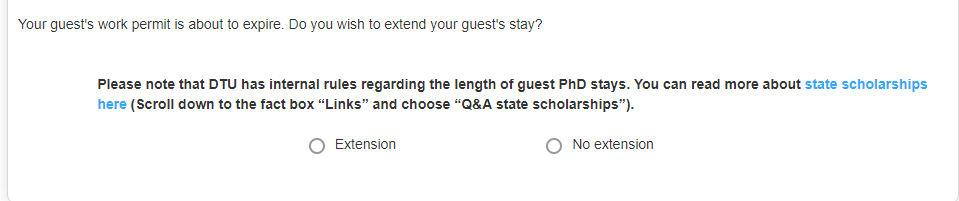 Your guest's work permit is about to expire. Do you wish to extend your guest's stay?
Please note that DTU has internal rules regarding the length of guest PhD stays. You can read more about state scholarships
here (Scroll down to the fact box “Links” and choose “Q&A state scholarships”).
Extension No extension